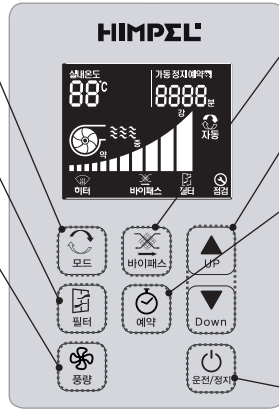 HIMPEL
실내온도 가동정지예약
88℃ 8888분
강
중
약
자동
히터 바이패스 필터 점검
모드 바이패스 UP
필터 예약 Down
풍량 운전/정지